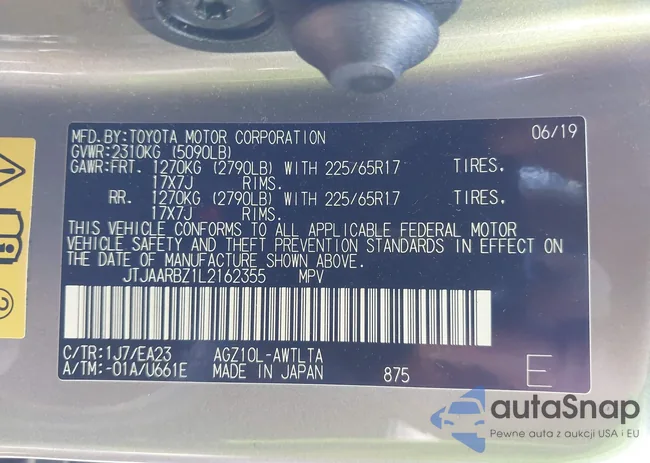 MFD.BY:TOYOTA MOTOR CORPORATION 06/19
GVWR:2310KG (5090LB)
GAWR:FRT. 1270KG (2790LB) WITH 225/65R17 TIRES.
17X7J RIMS.
RR. 1270KG (2790LB) WITH 225/65R17 TIRES.
17X7J RIMS.
THIS VEHICLE CONFORMS TO ALL APPLICABLE FEDERAL MOTOR
VEHICLE SAFETY AND THEFT PREVENTION STANDARDS IN EFFECT ON
THE DATE OF MANUFACTURE SHOWN ABOVE.
JTJAARBZ1L2162355 MPV
C/TR:1J7/EA23 AGZ10L-AWTLTA
A/TM:-01A/U661E MADE IN JAPAN 875 E
2
autaSnap
Pewne auta z aukcji USA i EU